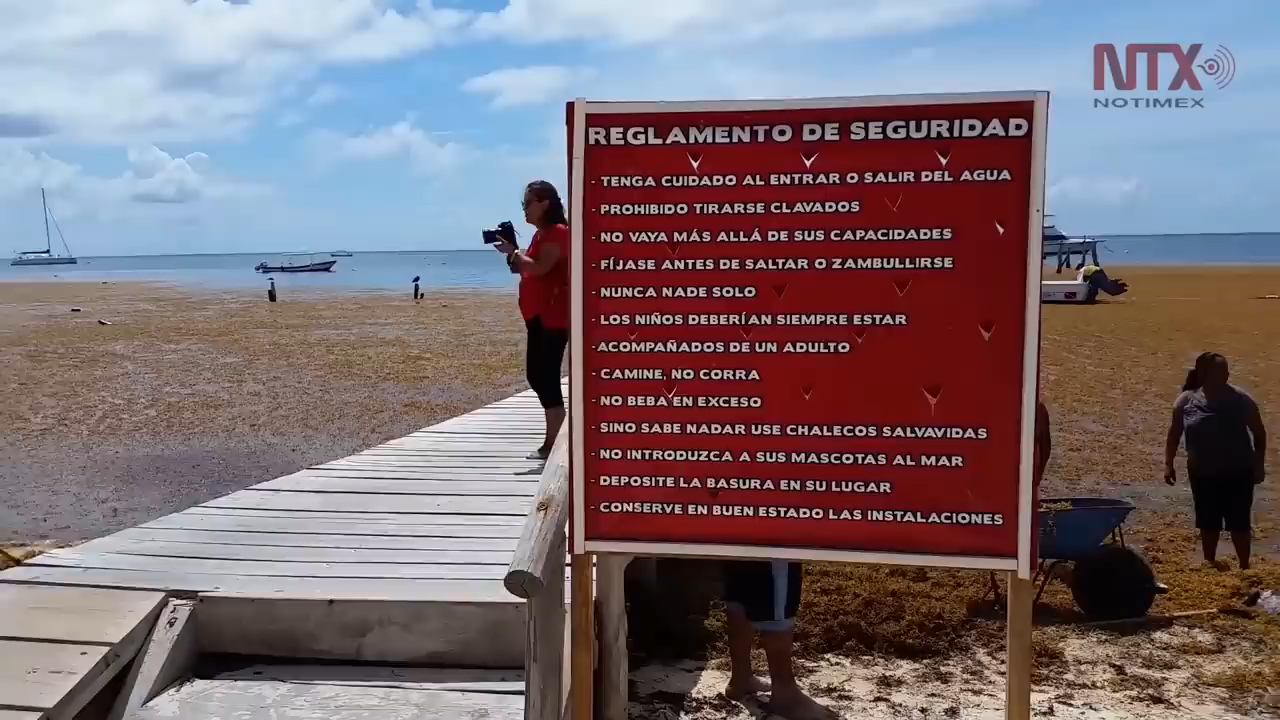 NTX
NOTIMEX
REGLAMENTO DE SEGURIDAD
- TENGA CUIDADO AL ENTRAR O SALIR DEL AGUA
- PROHIBIDO TIRARSE CLAVADOS
- NO VAYA MÁS ALLÁ DE SUS CAPACIDADES
- FÍJASE ANTES DE SALTAR O ZAMBULLIRSE
- NUNCA NADE SOLO
- LOS NIÑOS DEBERÍAN SIEMPRE ESTAR
-ACOMPAÑADOS DE UN ADULTO
- CAMINE, NO CORRA
- NO BEBA EN EXCESO
- SINO SABE NADAR USE CHALECOS SALVAVIDAS
- NO INTRODUZCA A SUS MASCOTAS AL MAR
- DEPOSITE LA BASURA EN SU LUGAR
- CONSERVE EN BUEN ESTADO LAS INSTALACIONES